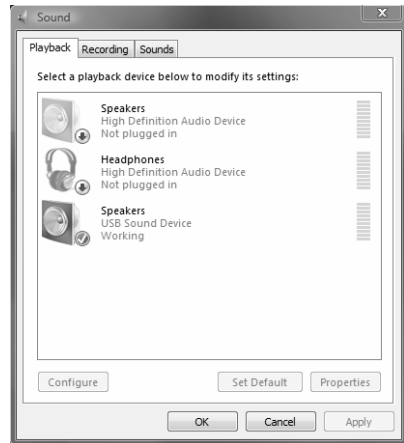 Sound
Playback Recording Sounds
Select a playback device below to modify its settings:
Speakers
High Definition Audio Device
Not plugged in
Headphones
High Definition Audio Device
Not plugged in
Speakers
USB Sound Device
Working
Configure Set Default Properties
OK Cancel Apply